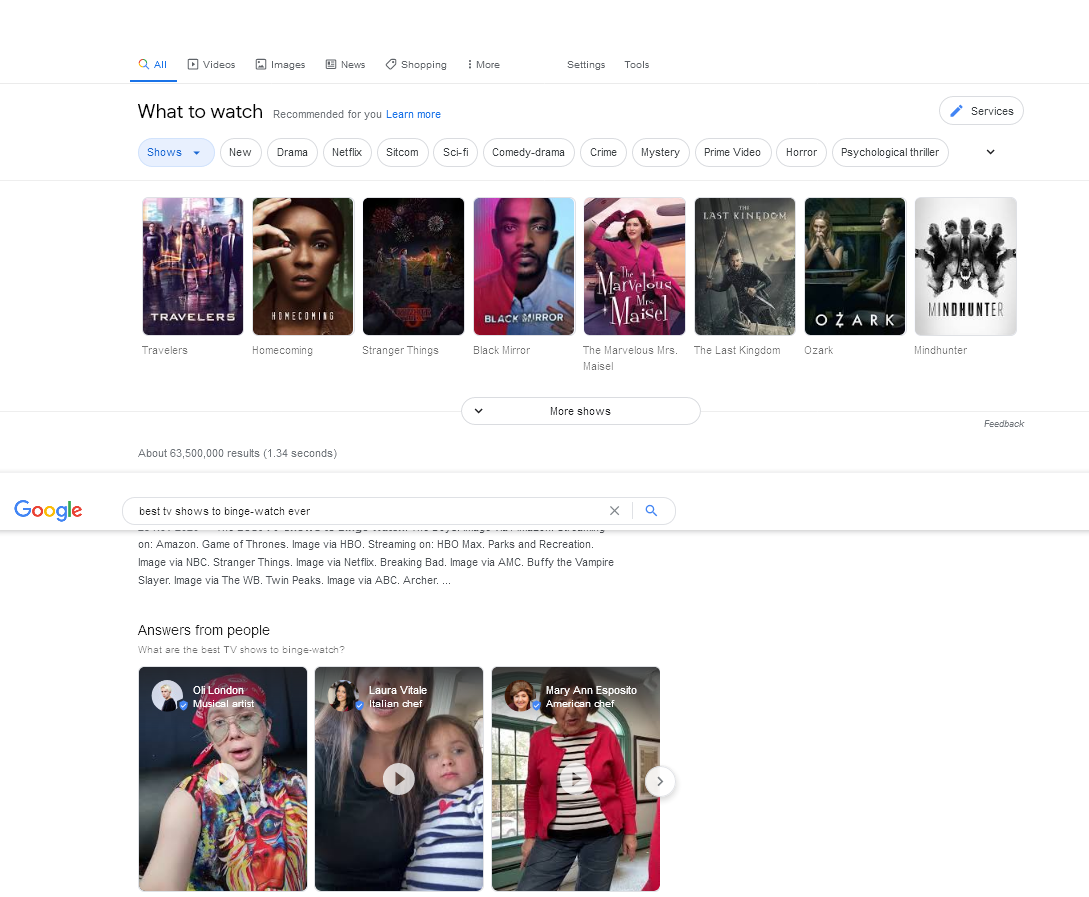 All Videos Images News Shopping More Settings Tools
What to watch Recommended for you Learn more Services
Shows New Drama Netflix Sitcom Sci-fi Comedy-drama Crime Mystery Prime Video Horror Psychological thriller
TRAVELERS
HOMECOMING
BLACK MIRROR
The
Marvelous
Mrs.
Maisel
THE
LAST KINGDOM
OZARK
MINDHUNTER
Travelers Homecoming Stranger Things Black Mirror The Marvelous Mrs. Maisel The Last Kingdom Ozark Mindhunter
More shows
Feedback
About 63,500,000 results (1.34 seconds)
Google best tv shows to binge-watch ever
on: Amazon. Game of Thrones. Image via HBO. Streaming on: HBO Max. Parks and Recreation.
Image via NBC. Stranger Things. Image via Netflix. Breaking Bad. Image via AMC. Buffy the Vampire
Slayer. Image via The WB. Twin Peaks. Image via ABC. Archer. ...
Answers from people
What are the best TV shows to binge-watch?
Oli London
Musical artist
Laura Vitale
Italian chef
Mary Ann Esposito
American chef